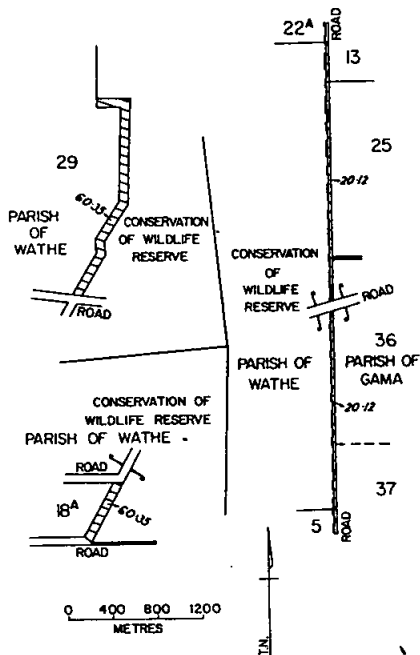 22A
ROAD
13
25
20·12
29
60·35
PARISH
OF
WATHE
CONSERVATION
OF WILDLIFE
RESERVE
ROAD
CONSERVATION
OF
WILDLIFE
RESERVE
ROAD
36
PARISH OF
GAMA
PARISH OF
WATHE
20·12
37
5
ROAD
CONSERVATION OF
WILDLIFE RESERVE
PARISH OF WATHE
ROAD
18A
60·35
ROAD
0 400 800 1200
METRES
T.N.